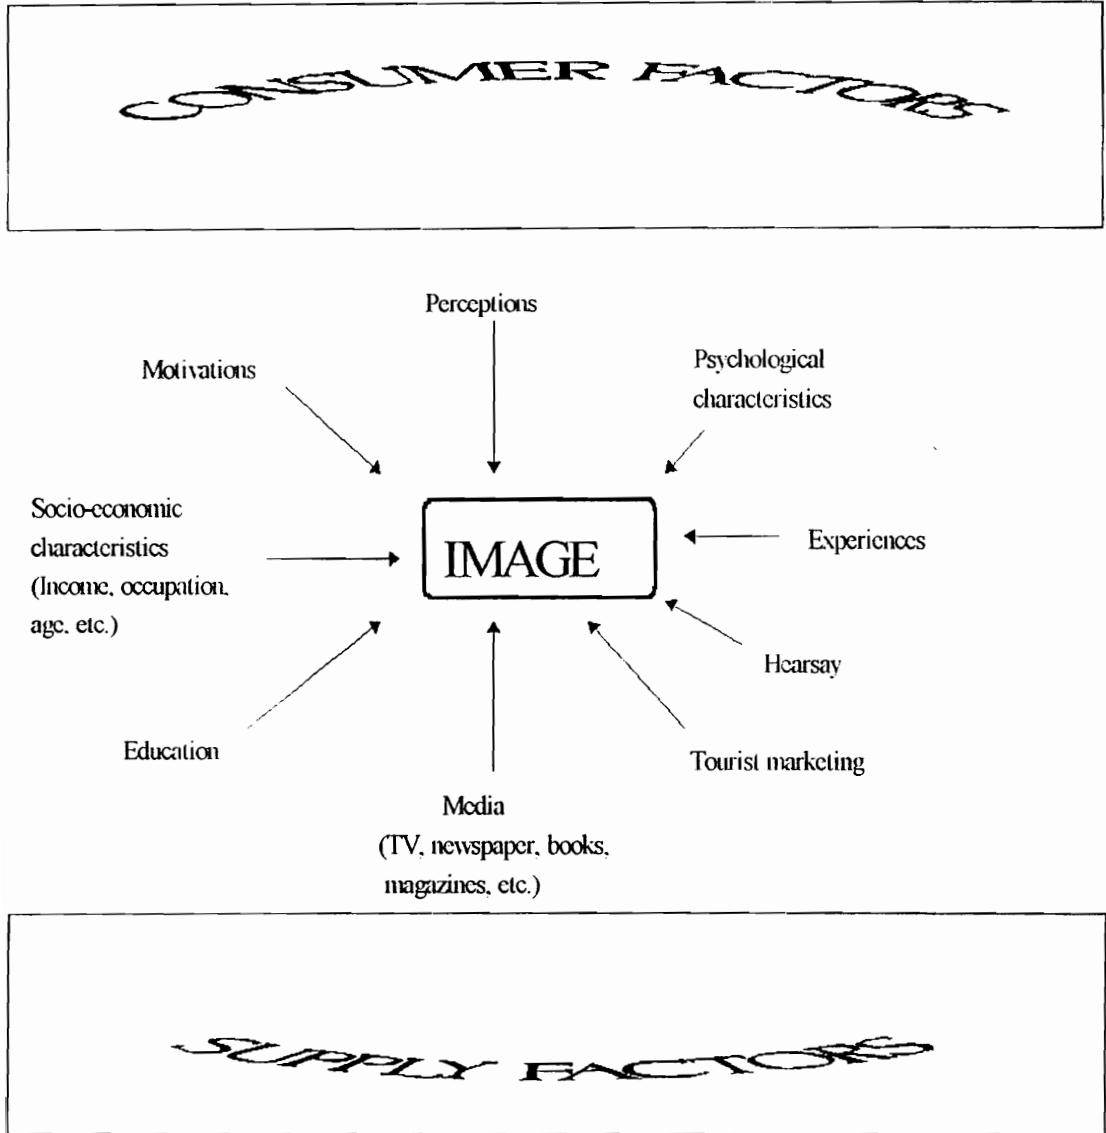 CONSUMER FACTORS
Perceptions
Motivations
Psychological
characteristics
Socio-economic
characteristics
(Income, occupation,
age, etc.)
IMAGE
Experiences
Hearsay
Education
Tourist marketing
Media
(TV, newspaper, books,
magazines, etc.)
SUPPLY FACTORS